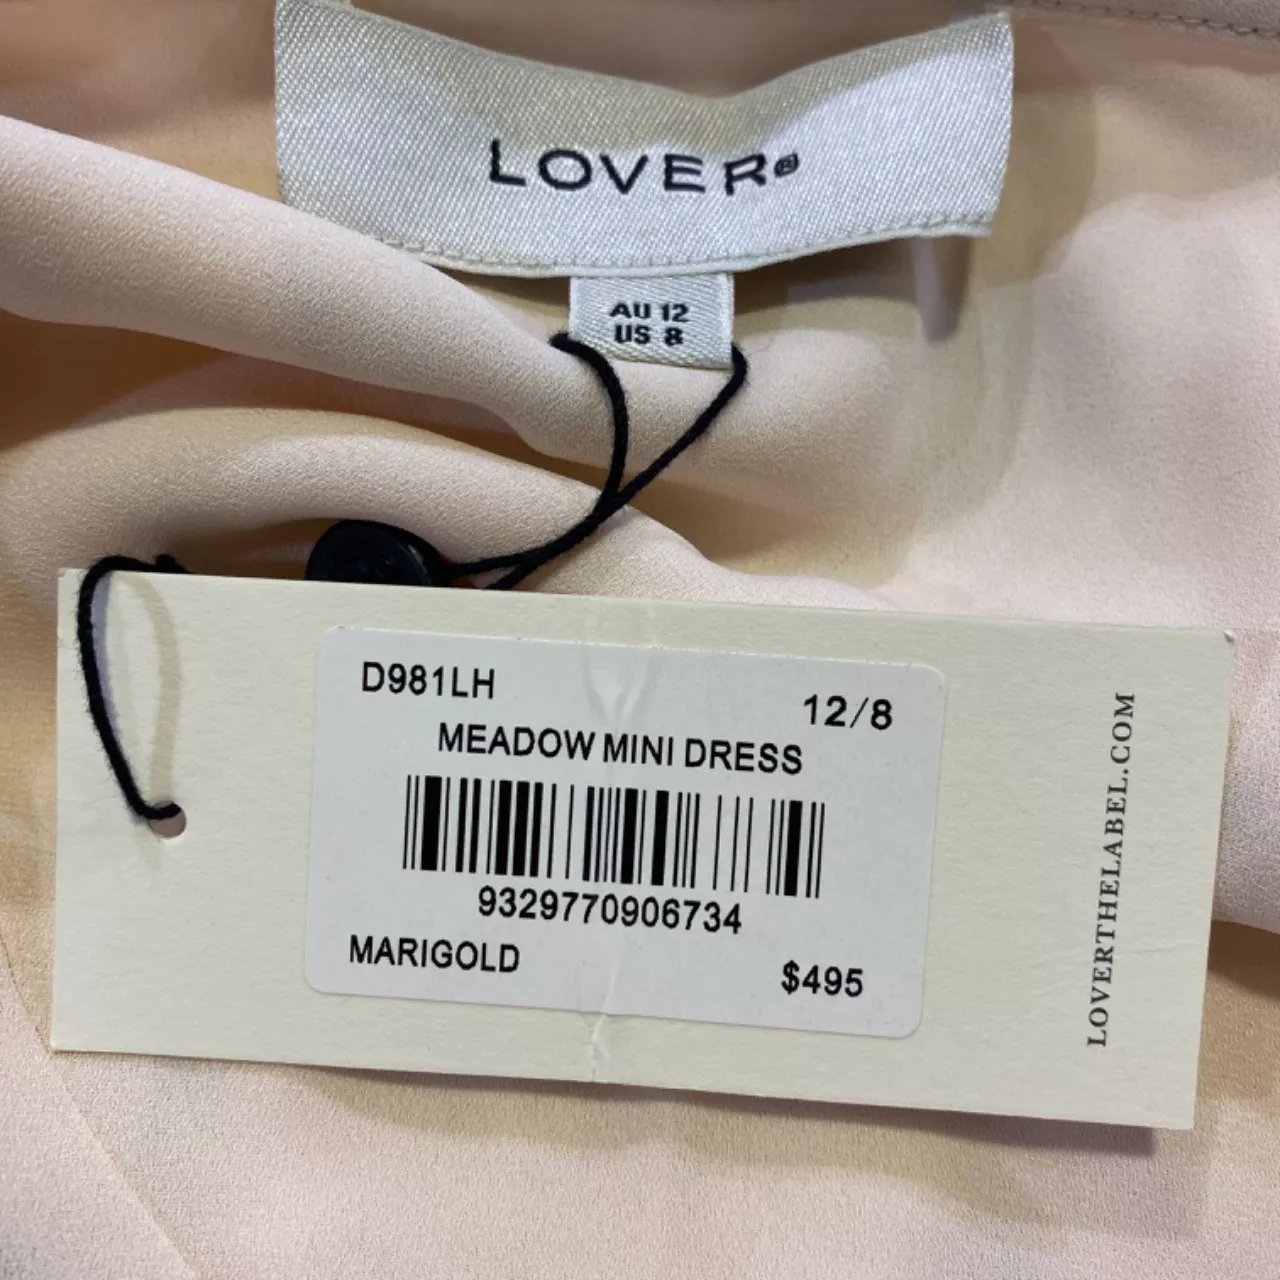 LOVER®
AU 12
US 8
D981LH
12/8
MEADOW MINI DRESS
9329770906734
MARIGOLD
$495
LOVERTHELABEL.COM